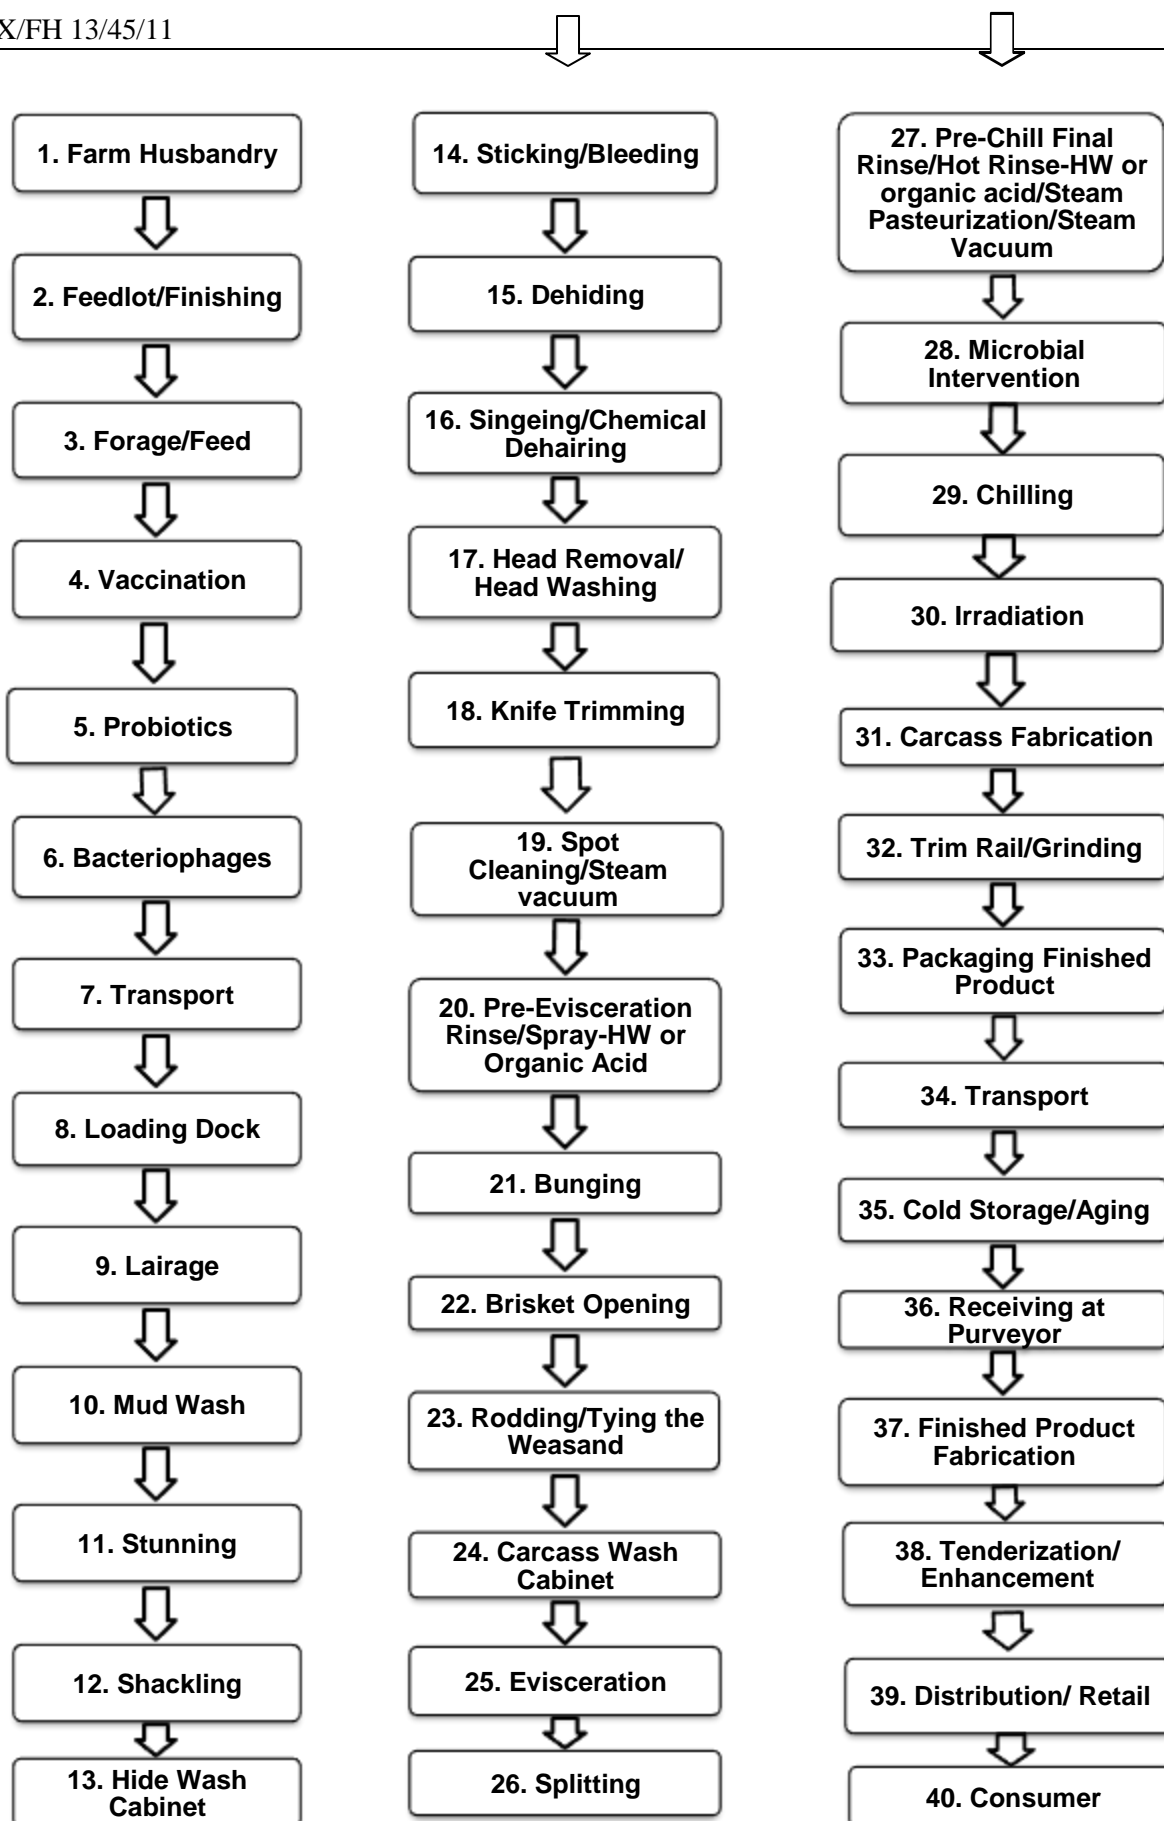 X/FH 13/45/11
1. Farm Husbandry
2. Feedlot/Finishing
3. Forage/Feed
4. Vaccination
5. Probiotics
6. Bacteriophages
7. Transport
8. Loading Dock
9. Lairage
10. Mud Wash
11. Stunning
12. Shackling
13. Hide Wash
Cabinet
14. Sticking/Bleeding
15. Dehiding
16. Singeing/Chemical
Dehairing
17. Head Removal/
Head Washing
18. Knife Trimming
19. Spot
Cleaning/Steam
vacuum
20. Pre-Evisceration
Rinse/Spray-HW or
Organic Acid
21. Bunging
22. Brisket Opening
23. Rodding/Tying the
Weasand
24. Carcass Wash
Cabinet
25. Evisceration
26. Splitting
27. Pre-Chill Final
Rinse/Hot Rinse-HW or
organic acid/Steam
Pasteurization/Steam
Vacuum
28. Microbial
Intervention
29. Chilling
30. Irradiation
31. Carcass Fabrication
32. Trim Rail/Grinding
33. Packaging Finished
Product
34. Transport
35. Cold Storage/Aging
36. Receiving at
Purveyor
37. Finished Product
Fabrication
38. Tenderization/
Enhancement
39. Distribution/ Retail
40. Consumer